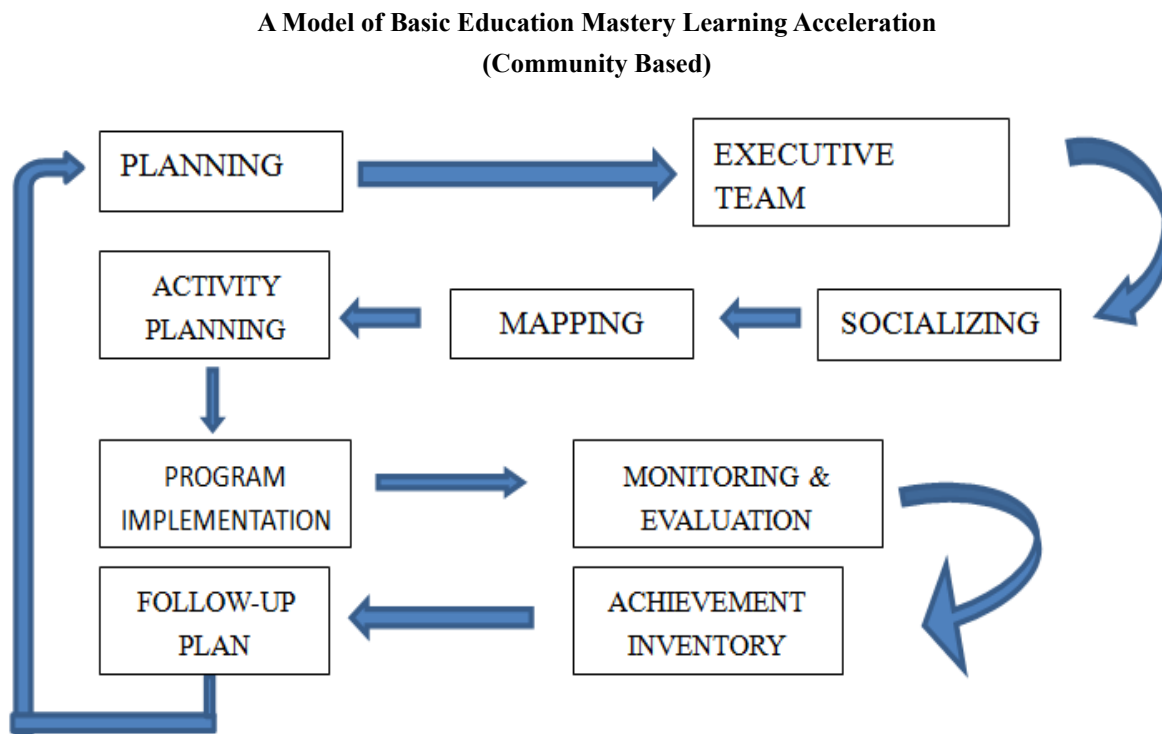 A Model of Basic Education Mastery Learning Acceleration
(Community Based)
PLANNING
EXECUTIVE
TEAM
ACTIVITY
PLANNING
MAPPING
SOCIALIZING
PROGRAM
IMPLEMENTATION
MONITORING &
EVALUATION
FOLLOW-UP
PLAN
ACHIEVEMENT
INVENTORY